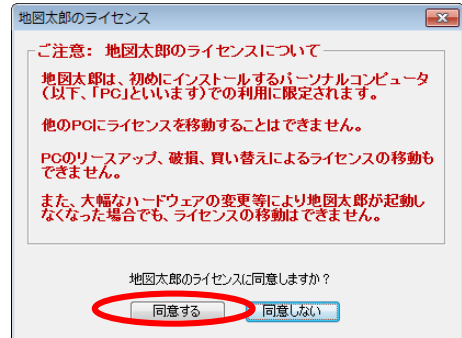 地図太郎のライセンス
ご注意： 地図太郎のライセンスについて
地図太郎は、初めにインストールするパーソナルコンピュータ
（以下、「PC」といいます）での利用に限定されます。
他のPCにライセンスを移動することはできません。
PCのリースアップ、破損、買い替えによるライセンスの移動も
できません。
また、大幅なハードウェアの変更等により地図太郎が起動し
なくなった場合でも、ライセンスの移動はできません。
地図太郎のライセンスに同意しますか？
同意する 同意しない